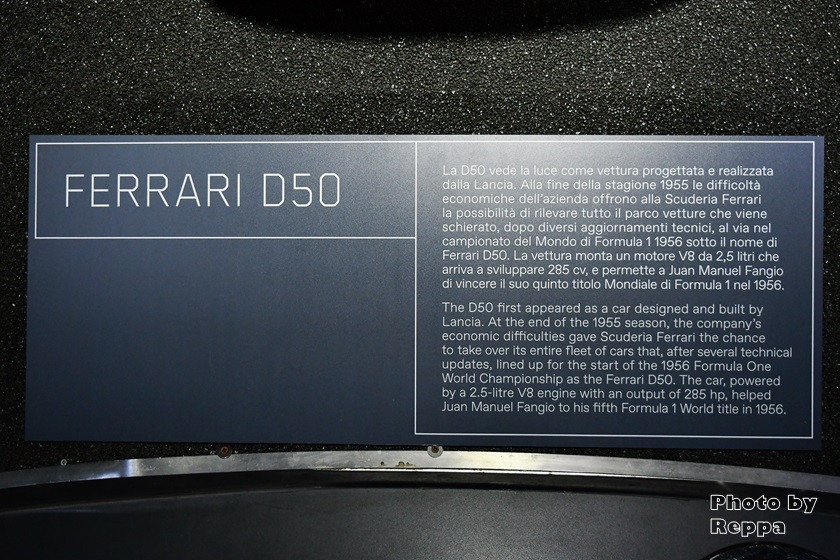 FERRARI D50
La D50 vede la luce come vettura progettata e realizzata
dalla Lancia. Alla fine della stagione 1955 le difficoltà
economiche dell'azienda offrono alla Scuderia Ferrari
la possibilità di rilevare tutto il parco vetture che viene
schierato, dopo diversi aggiornamenti tecnici, al via nel
campionato del Mondo di Formula 1 1956 sotto il nome di
Ferrari D50. La vettura monta un motore V8 da 2,5 litri che
arriva a sviluppare 285 cv, e permette a Juan Manuel Fangio
di vincere il suo quinto titolo Mondiale di Formula 1 nel 1956.
The D50 first appeared as a car designed and built by
Lancia. At the end of the 1955 season, the company's
economic difficulties gave Scuderia Ferrari the chance
to take over its entire fleet of cars that, after several technical
updates, lined up for the start of the 1956 Formula One
World Championship as the Ferrari D50. The car, powered
by a 2.5-litre V8 engine with an output of 285 hp, helped
Juan Manuel Fangio to his fifth Formula 1 World title in 1956.
Photo by
Reppa